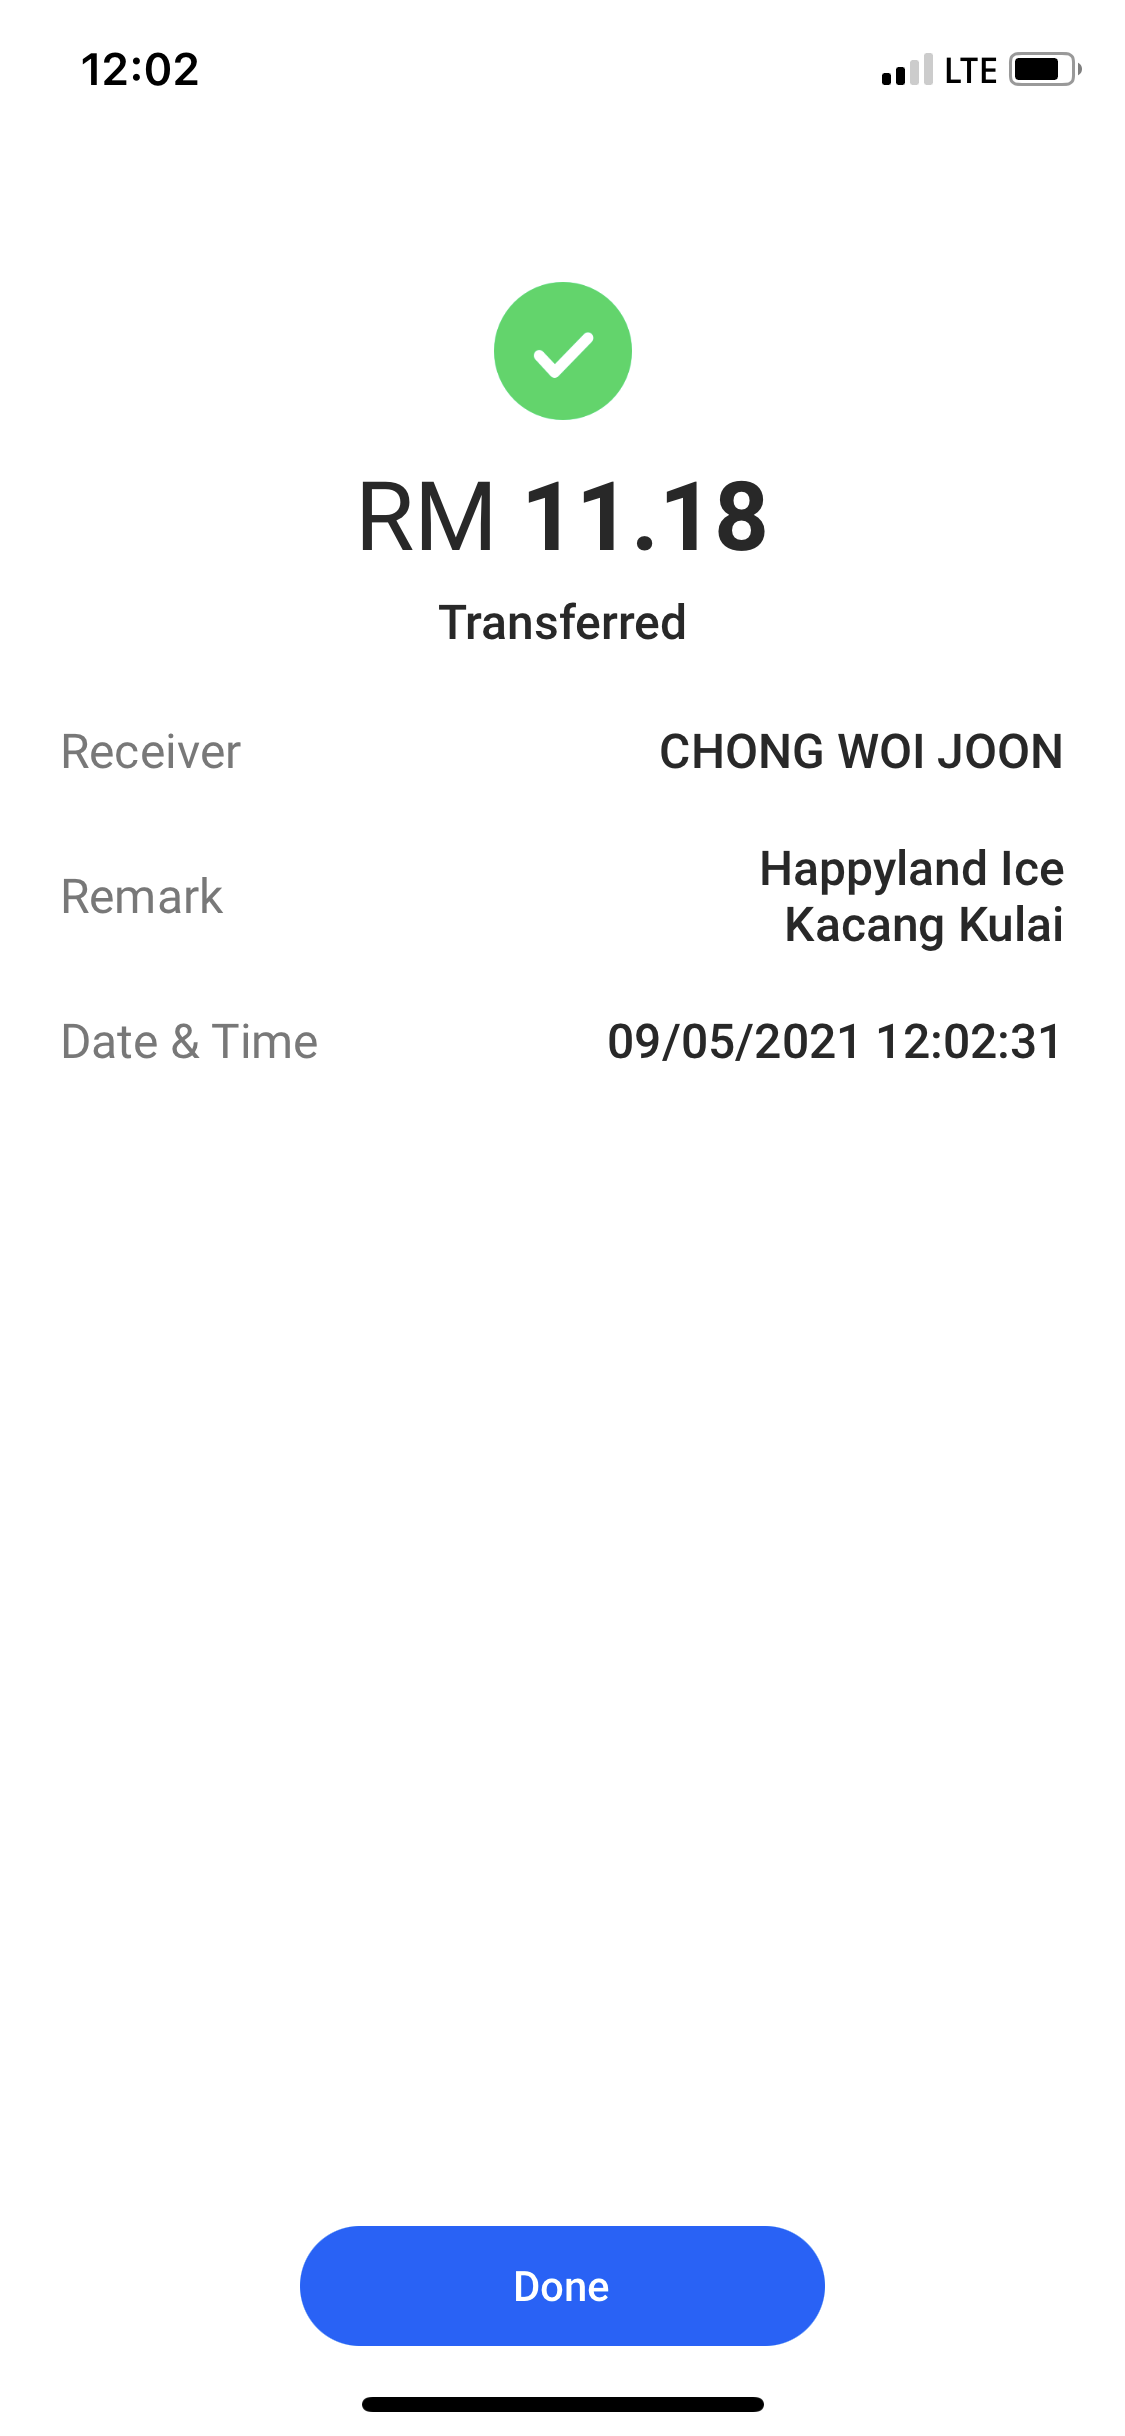 12:02
LTE
RM 11.18
Transferred
Receiver
CHONG WOI JOON
Remark
Happyland Ice
Kacang Kulai
Date & Time
09/05/2021 12:02:31
Done